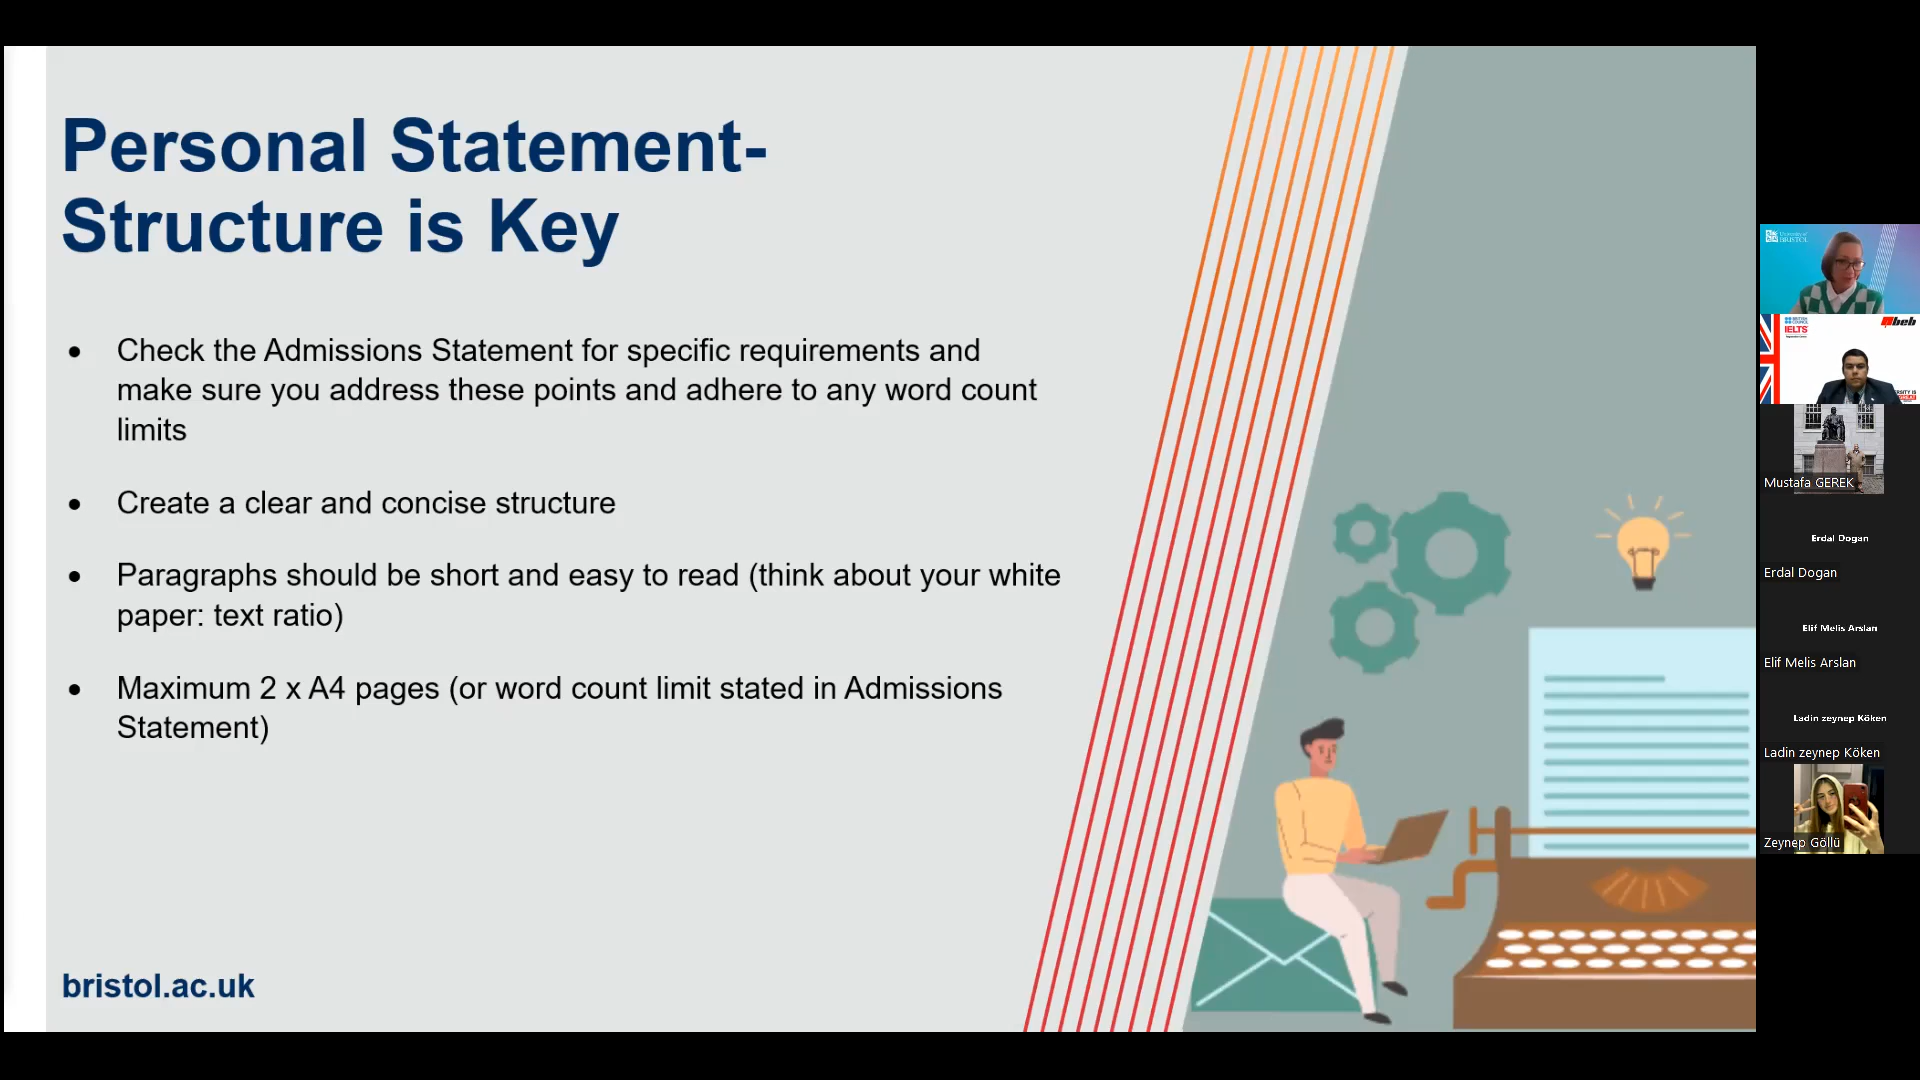 Personal Statement-
Structure is Key
• Check the Admissions Statement for specific requirements and
make sure you address these points and adhere to any word count
limits
• Create a clear and concise structure
• Paragraphs should be short and easy to read (think about your white
paper: text ratio)
• Maximum 2 x A4 pages (or word count limit stated in Admissions
Statement)
bristol.ac.uk
University of
BRISTOL
IELTS
beh
Mustafa GEREK
Erdal Dogan
Erdal Dogan
Elif Melis Arslan
Elif Melis Arslan
Ladin zeynep Köken
Ladin zeynep Köken
Zeynep Göllü